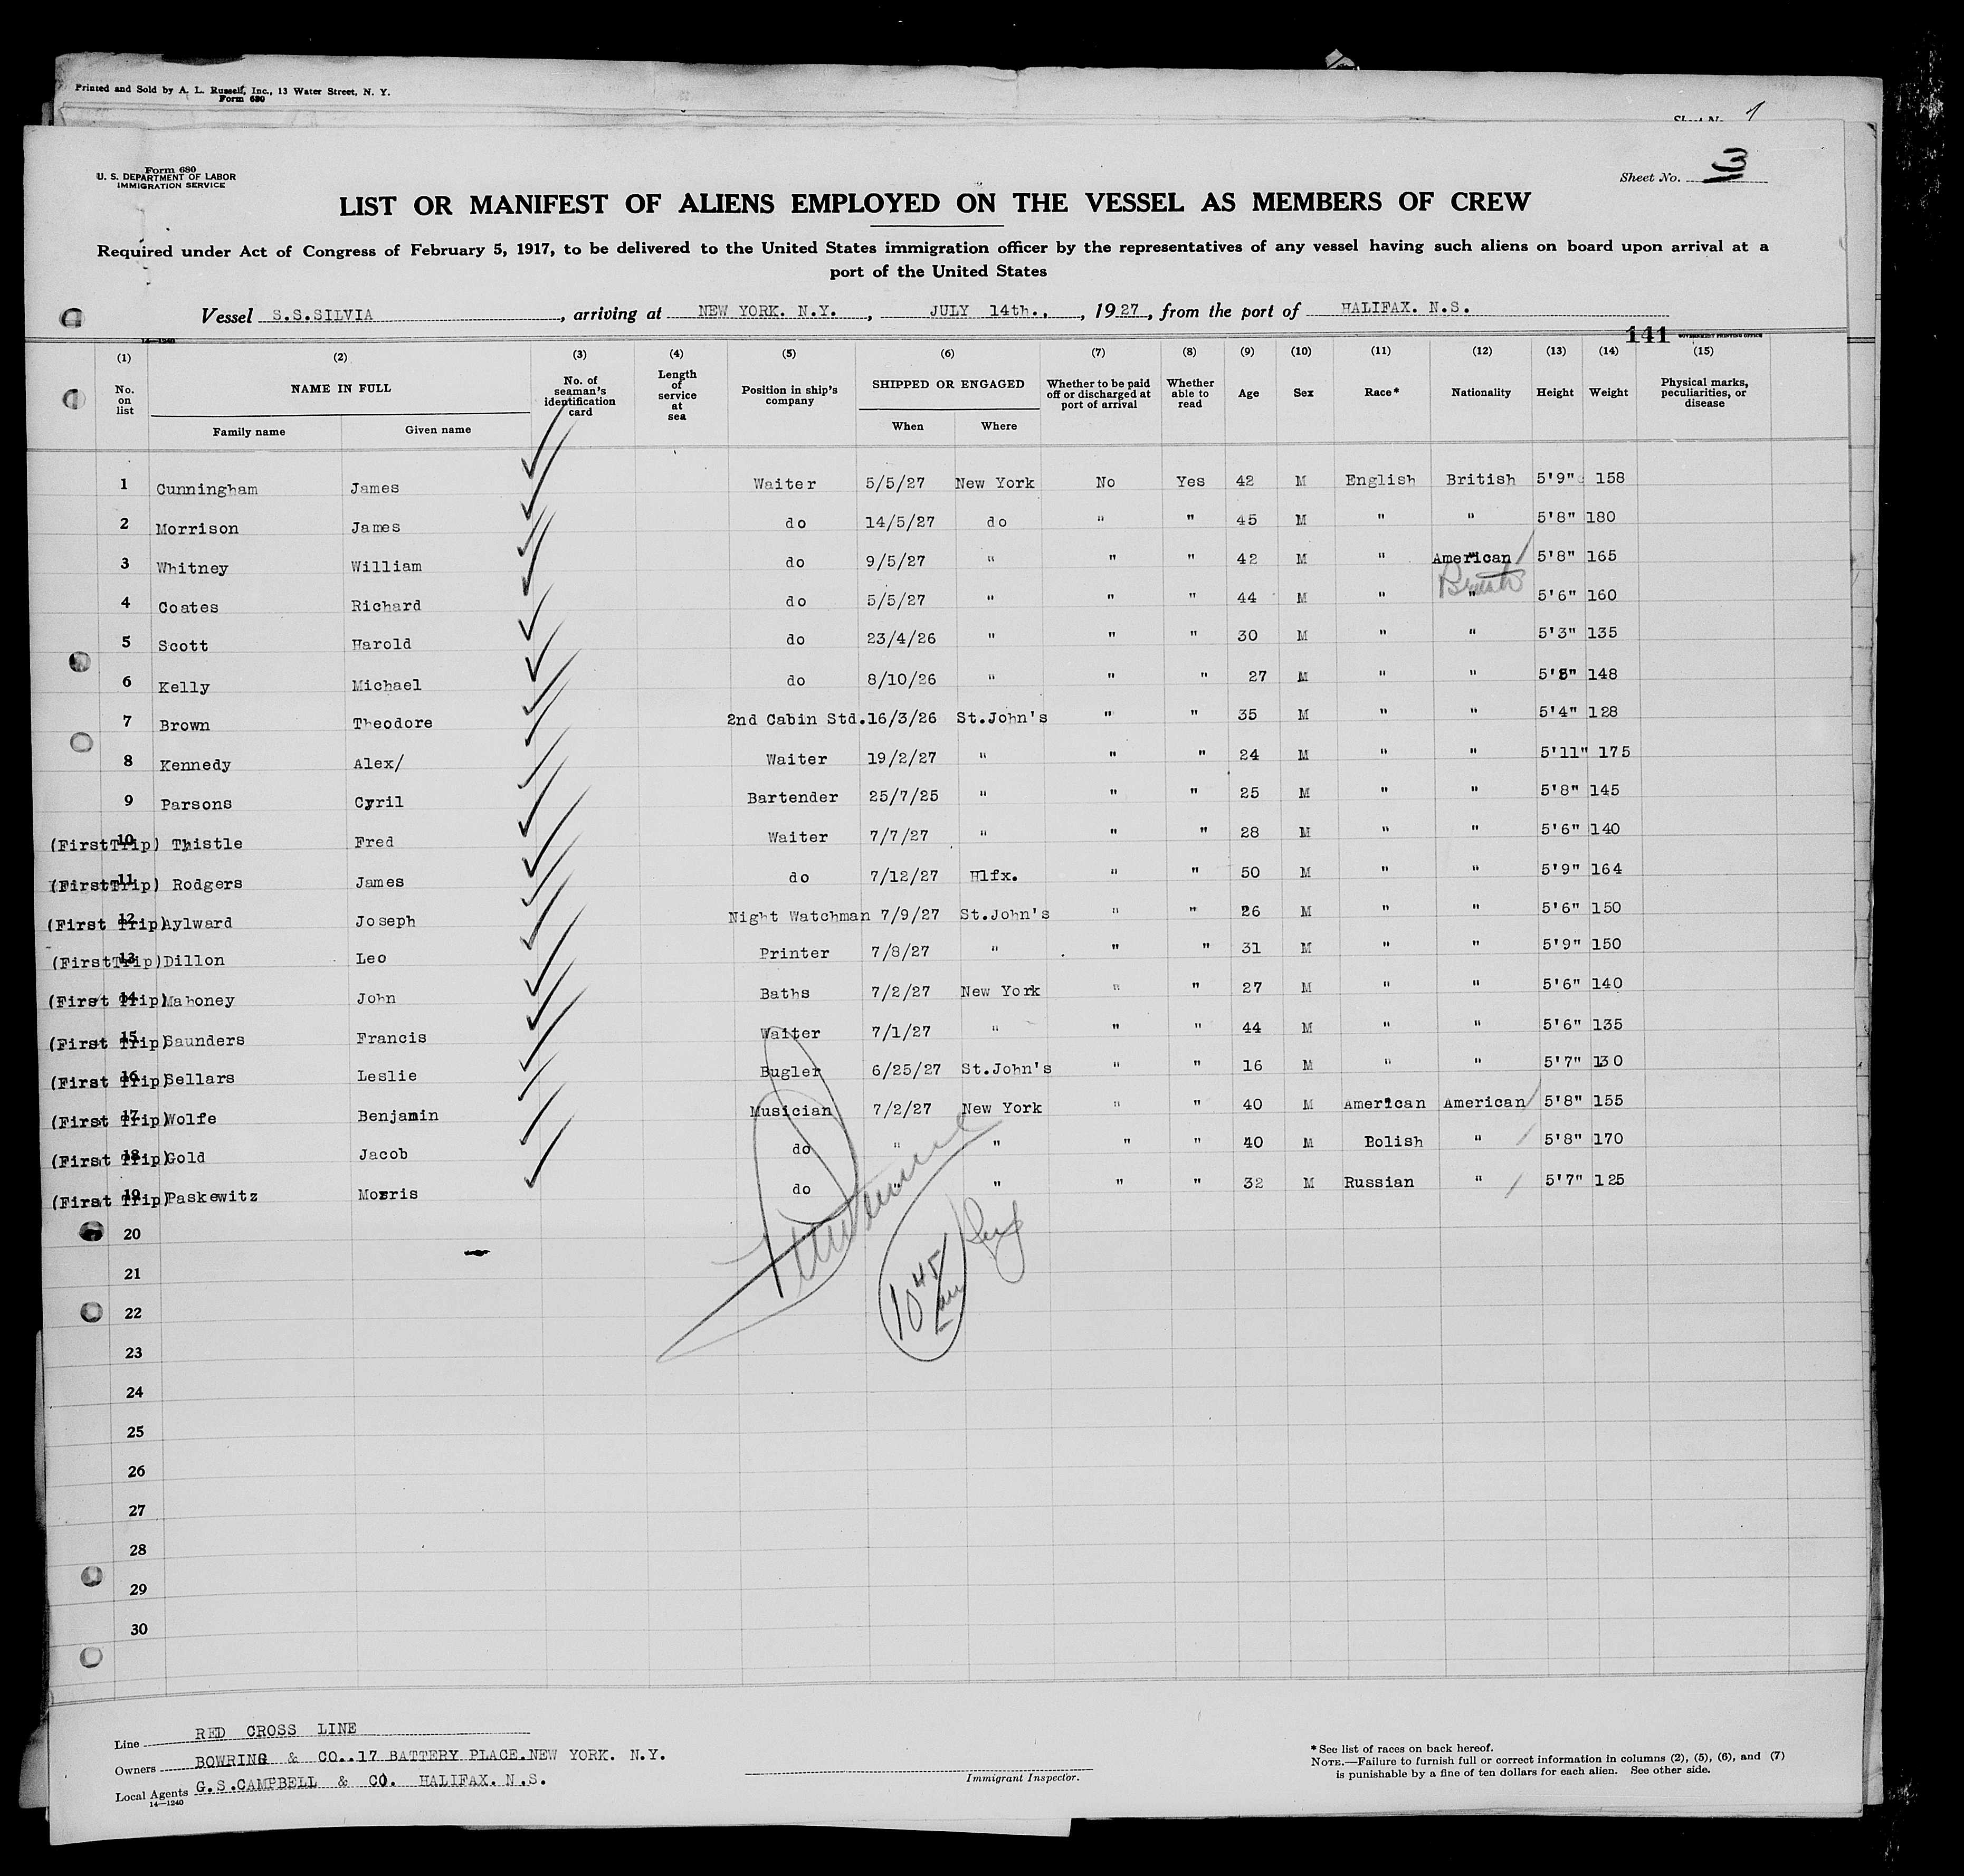 Printed and Sold by A. L. Russell, Inc., 13 Water Street, N. Y.
Form 680
Sheet No. 1
Form 680
U. S. DEPARTMENT OF LABOR
IMMIGRATION SERVICE
Sheet No. 3
LIST OR MANIFEST OF ALIENS EMPLOYED ON THE VESSEL AS MEMBERS OF CREW
Required under Act of Congress of February 5, 1917, to be delivered to the United States immigration officer by the representatives of any vessel having such aliens on board upon arrival at a
port of the United States
Vessel S.S.SILVIA, arriving at NEW YORK. N.Y., JULY 14th., 1927, from the port of HALIFAX. N.S.
14—1240 141 GOVERNMENT PRINTING OFFICE
(1) (2) (3) (4) (5) (6) (7) (8) (9) (10) (11) (12) (13) (14) (15)
No. on list NAME IN FULL Family name Given name No. of seaman's identification card Length of service at sea Position in ship's company SHIPPED OR ENGAGED When Where Whether to be paid off or discharged at port of arrival Whether able to read Age Sex Race* Nationality Height Weight Physical marks, peculiarities, or disease
1 Cunningham James Waiter 5/5/27 New York No Yes 42 M English British 5'9" 158
2 Morrison James do 14/5/27 do " " 45 M " " 5'8" 180
3 Whitney William do 9/5/27 " " " 42 M " American 5'8" 165
4 Coates Richard do 5/5/27 " " " 44 M " British " 5'6" 160
5 Scott Harold do 23/4/26 " " " 30 M " " 5'3" 135
6 Kelly Michael do 8/10/26 " " " 27 M " " 5'8" 148
7 Brown Theodore 2nd Cabin Std. 16/3/26 St.John's " " 35 M " " 5'4" 128
8 Kennedy Alex/ Waiter 19/2/27 " " " 24 M " " 5'11" 175
9 Parsons Cyril Bartender 25/7/25 " " " 25 M " " 5'8" 145
10 (FirstTrip) Thistle Fred Waiter 7/7/27 " " " 28 M " " 5'6" 140
11 (FirstTrip) Rodgers James do 7/12/27 Hlfx. " " 50 M " " 5'9" 164
12 (First Trip) Aylward Joseph Night Watchman 7/9/27 St.John's " " 26 M " " 5'6" 150
13 (FirstTrip) Dillon Leo Printer 7/8/27 " " " 31 M " " 5'9" 150
14 (First Trip) Mahoney John Baths 7/2/27 New York " " 27 M " " 5'6" 140
15 (First Trip) Saunders Francis Waiter 7/1/27 " " " 44 M " " 5'6" 135
16 (First Trip) Sellars Leslie Bugler 6/25/27 St.John's " " 16 M " " 5'7" 130
17 (First Trip) Wolfe Benjamin Musician 7/2/27 New York " " 40 M American American 5'8" 155
18 (First Trip) Gold Jacob do " " " " 40 M Bolish " 5'8" 170
19 (First Trip) Paskewitz Morris do " " " " 32 M Russian " 5'7" 125
20
21
10 45 am
22
23
24
25
26
27
28
29
30
Line RED CROSS LINE
Owners BOWRING & CO..17 BATTERY PLACE.NEW YORK. N.Y.
Local Agents G.S.CAMPBELL & CO. HALIFAX. N.S.
14—1240
Immigrant Inspector.
* See list of races on back hereof.
NOTE.—Failure to furnish full or correct information in columns (2), (5), (6), and (7)
is punishable by a fine of ten dollars for each alien. See other side.